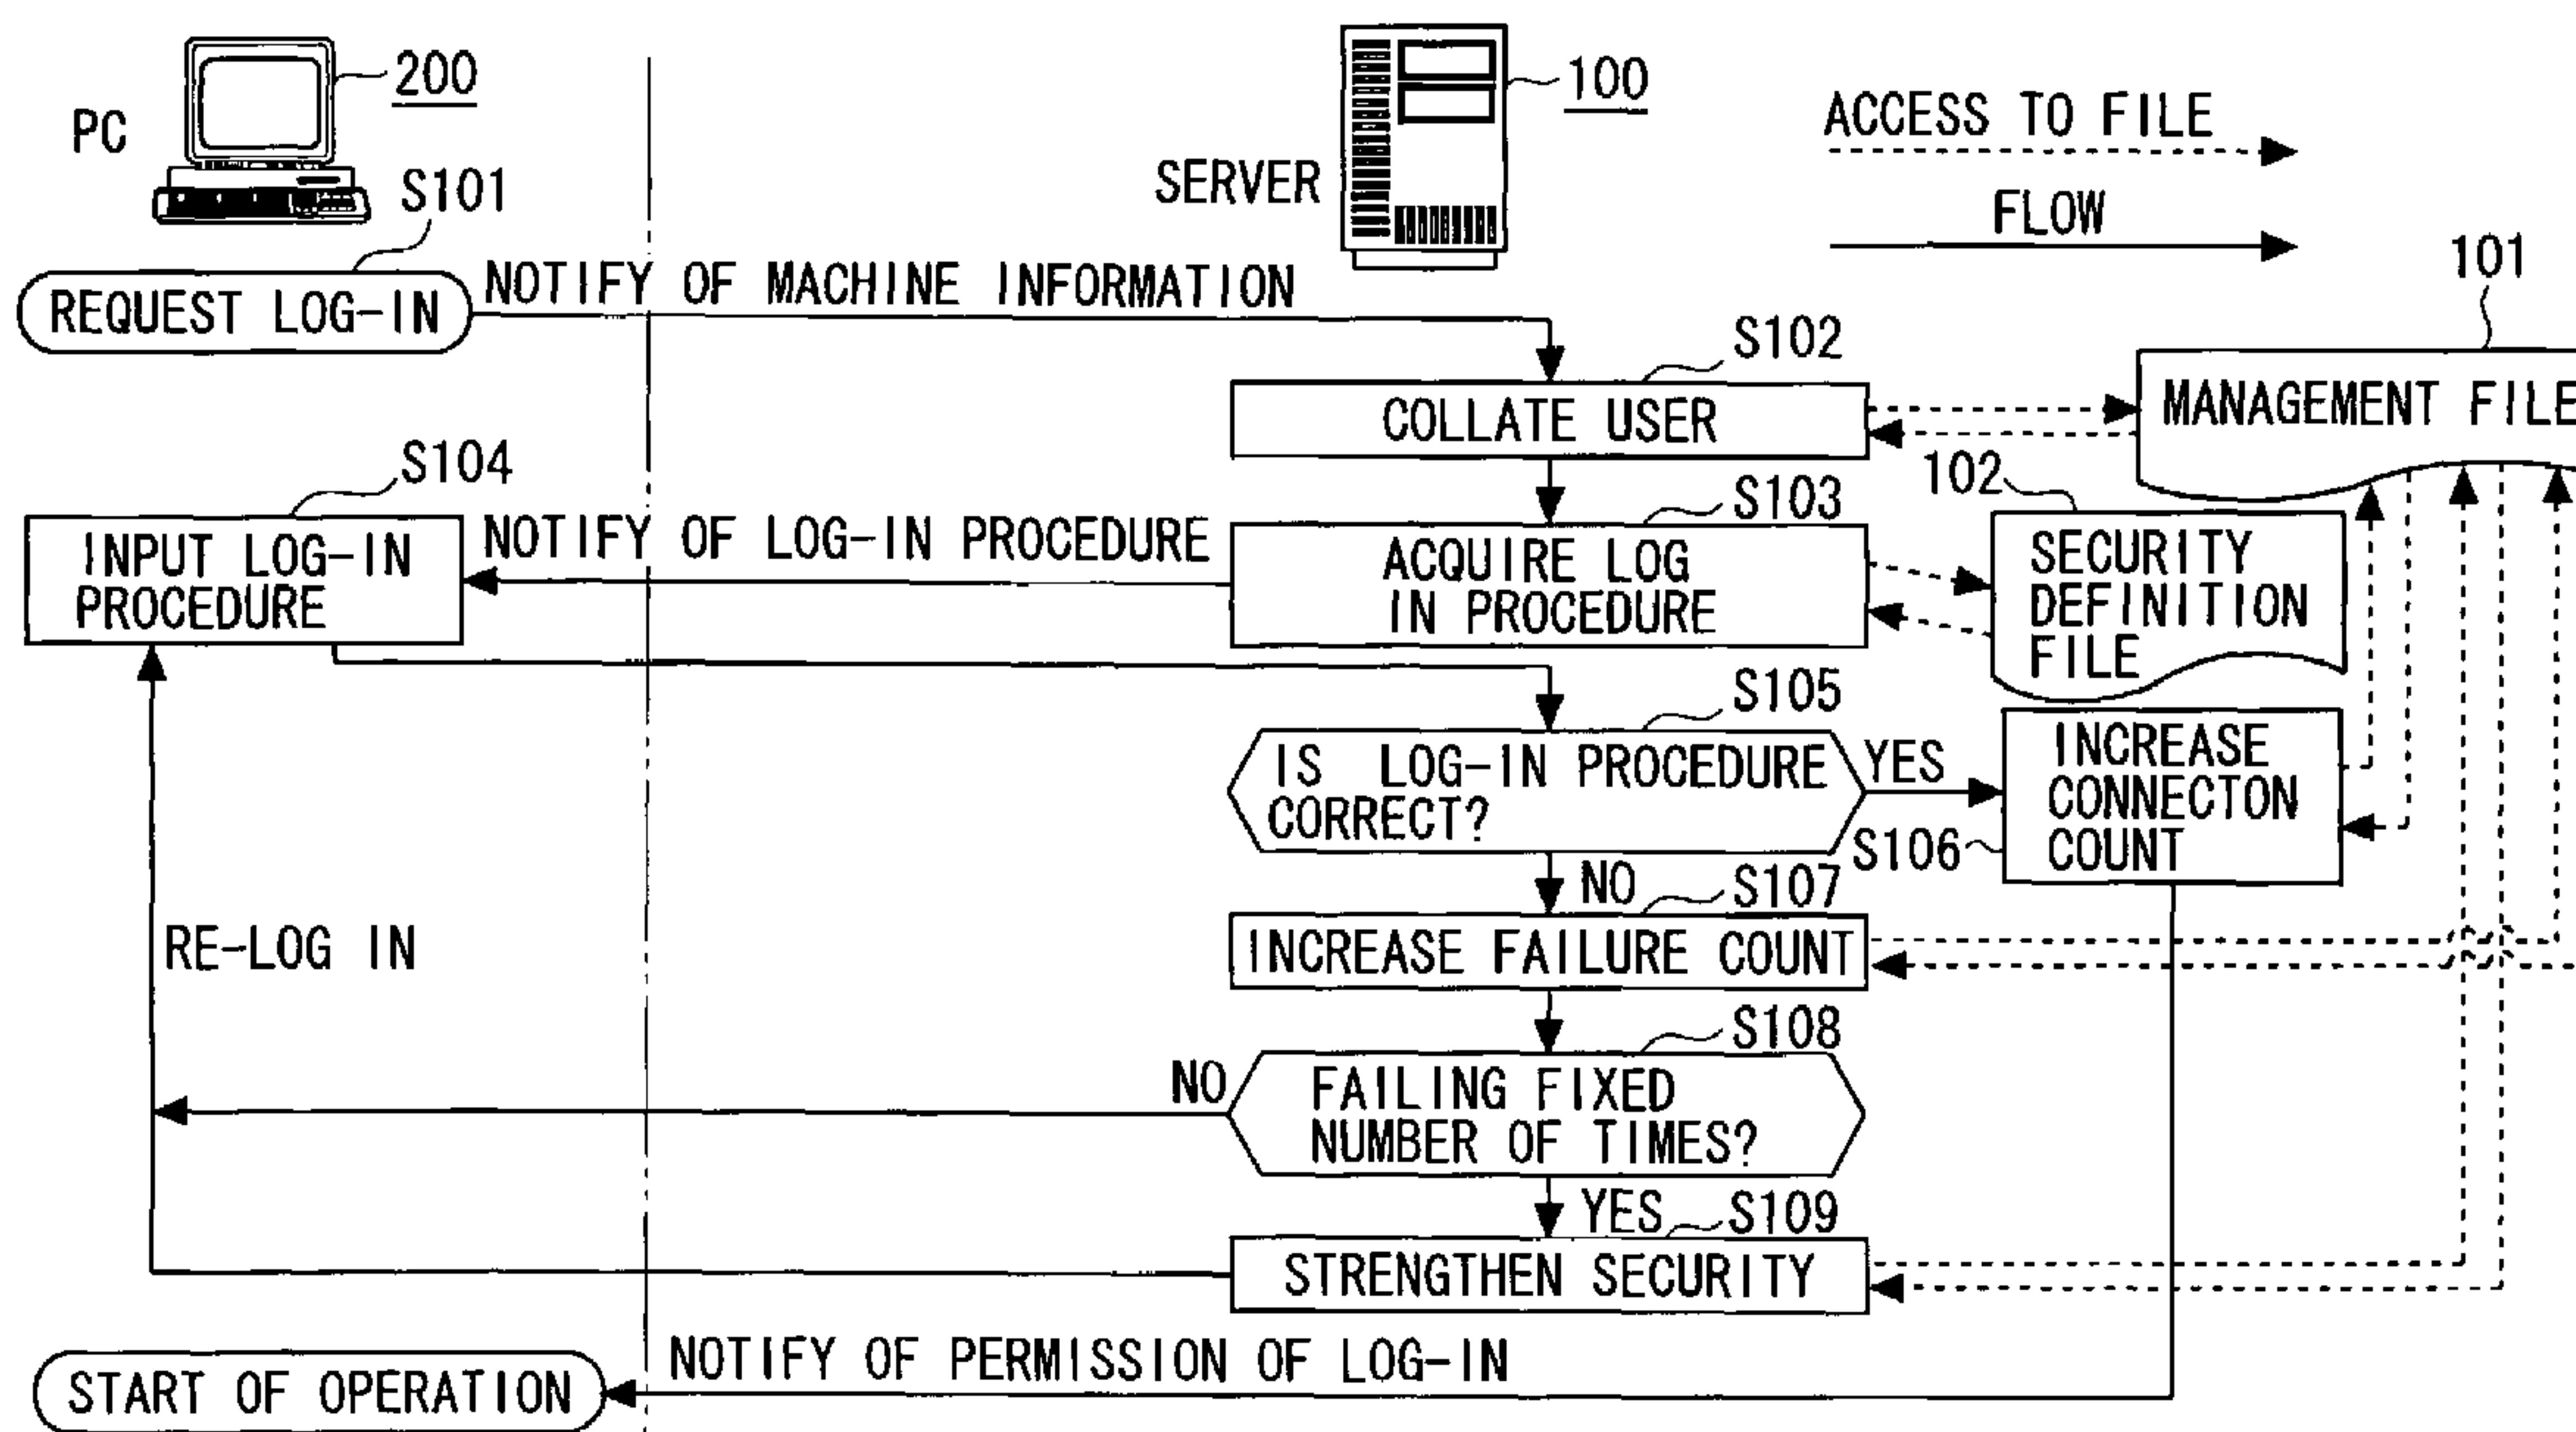 200
100
PC
ACCESS TO FILE
SERVER
S101
FLOW
101
REQUEST LOG-IN
NOTIFY OF MACHINE INFORMATION
S102
COLLATE USER
MANAGEMENT FILE
S104
102
S103
INPUT LOG-IN
PROCEDURE
NOTIFY OF LOG-IN PROCEDURE
ACQUIRE LOG
IN PROCEDURE
SECURITY
DEFINITION
FILE
S105
IS LOG-IN PROCEDURE
CORRECT?
YES
INCREASE
CONNECTON
COUNT
S106
NO
S107
RE-LOG IN
INCREASE FAILURE COUNT
S108
NO
FAILING FIXED
NUMBER OF TIMES?
YES
S109
STRENGTHEN SECURITY
NOTIFY OF PERMISSION OF LOG-IN
START OF OPERATION